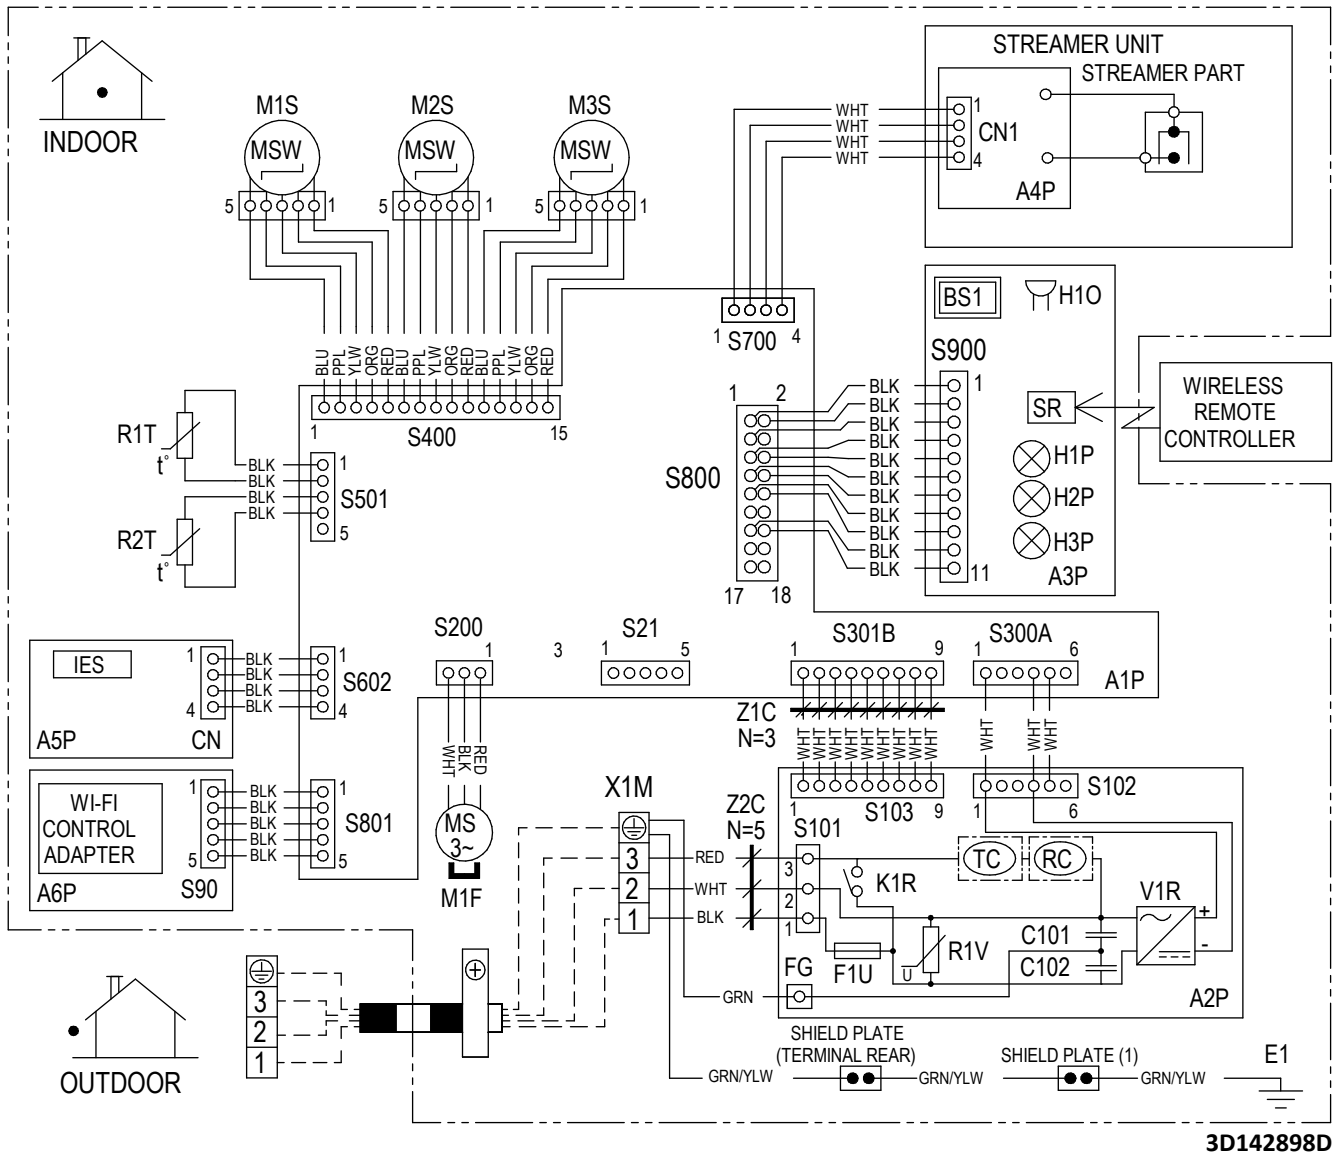 STREAMER UNIT
STREAMER PART
INDOOR
M1S
M2S
M3S
MSW
MSW
MSW
5 1
5 1
5 1
WHT
WHT
WHT
WHT
1
CN1
4
A4P
1 S700 4
BS1
H1O
S900
1
11
SR
H1P
H2P
H3P
A3P
WIRELESS
REMOTE
CONTROLLER
BLU PPL YLW ORG RED BLU PPL YLW ORG RED BLU PPL YLW ORG RED
1 S400 15
R1T
t°
R2T
t°
BLK
BLK
BLK
BLK
1
S501
5
1 2
S800
17 18
BLK
BLK
BLK
BLK
BLK
BLK
BLK
BLK
BLK
BLK
BLK
IES
A5P
CN
1
4
BLK
BLK
BLK
BLK
1
S602
4
S200
1
3
S21
1 5
S301B
1 9
S300A
1 6
A1P
WHT BLK RED
MS
3~
M1F
Z1C
N=3
WHT WHT WHT WHT WHT WHT WHT WHT WHT
WHT WHT WHT
WI-FI
CONTROL
ADAPTER
A6P
S90
1
5
BLK
BLK
BLK
BLK
BLK
1
S801
5
X1M
3
2
1
RED
WHT
BLK
Z2C
N=5
S101
3
2
1
1 S103 9
1 6
S102
TC
RC
K1R
V1R
+
-
C101
C102
R1V
U
F1U
FG
GRN
A2P
OUTDOOR
3
2
1
SHIELD PLATE
(TERMINAL REAR)
SHIELD PLATE (1)
E1
GRN/YLW
GRN/YLW
GRN/YLW
3D142898D